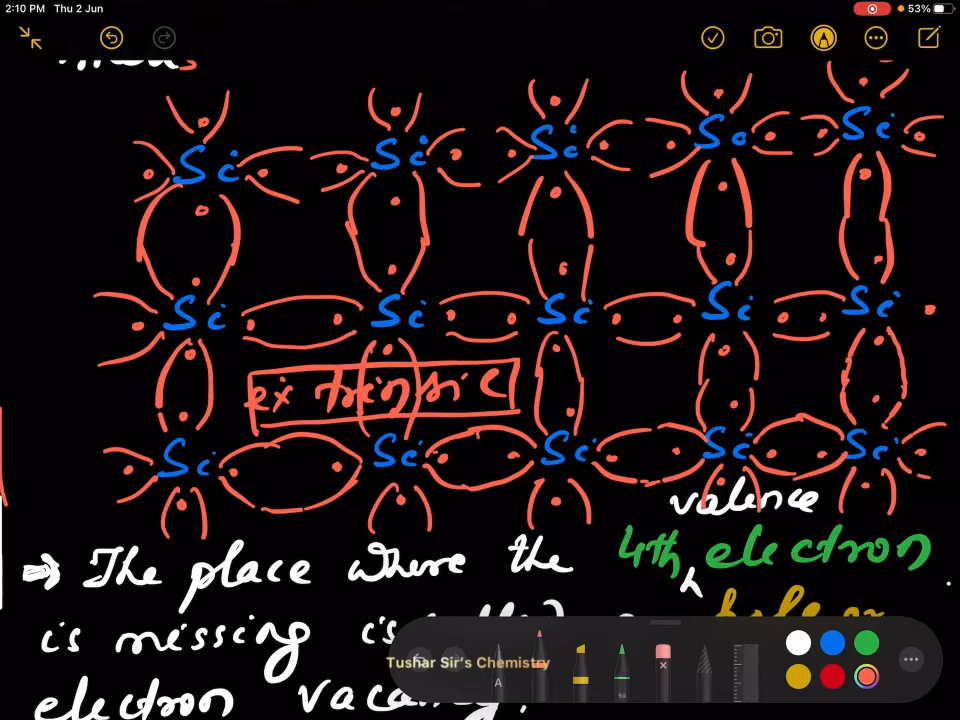 2:10 PM Thu 2 Jun 53%
Si Si Si Si Si
Si Si Si Si Si
extrinsic
Si Si Si Si Si
valence
⇒ The place where the 4th electron
is missing is
Tushar Sir's Chemistry
electron